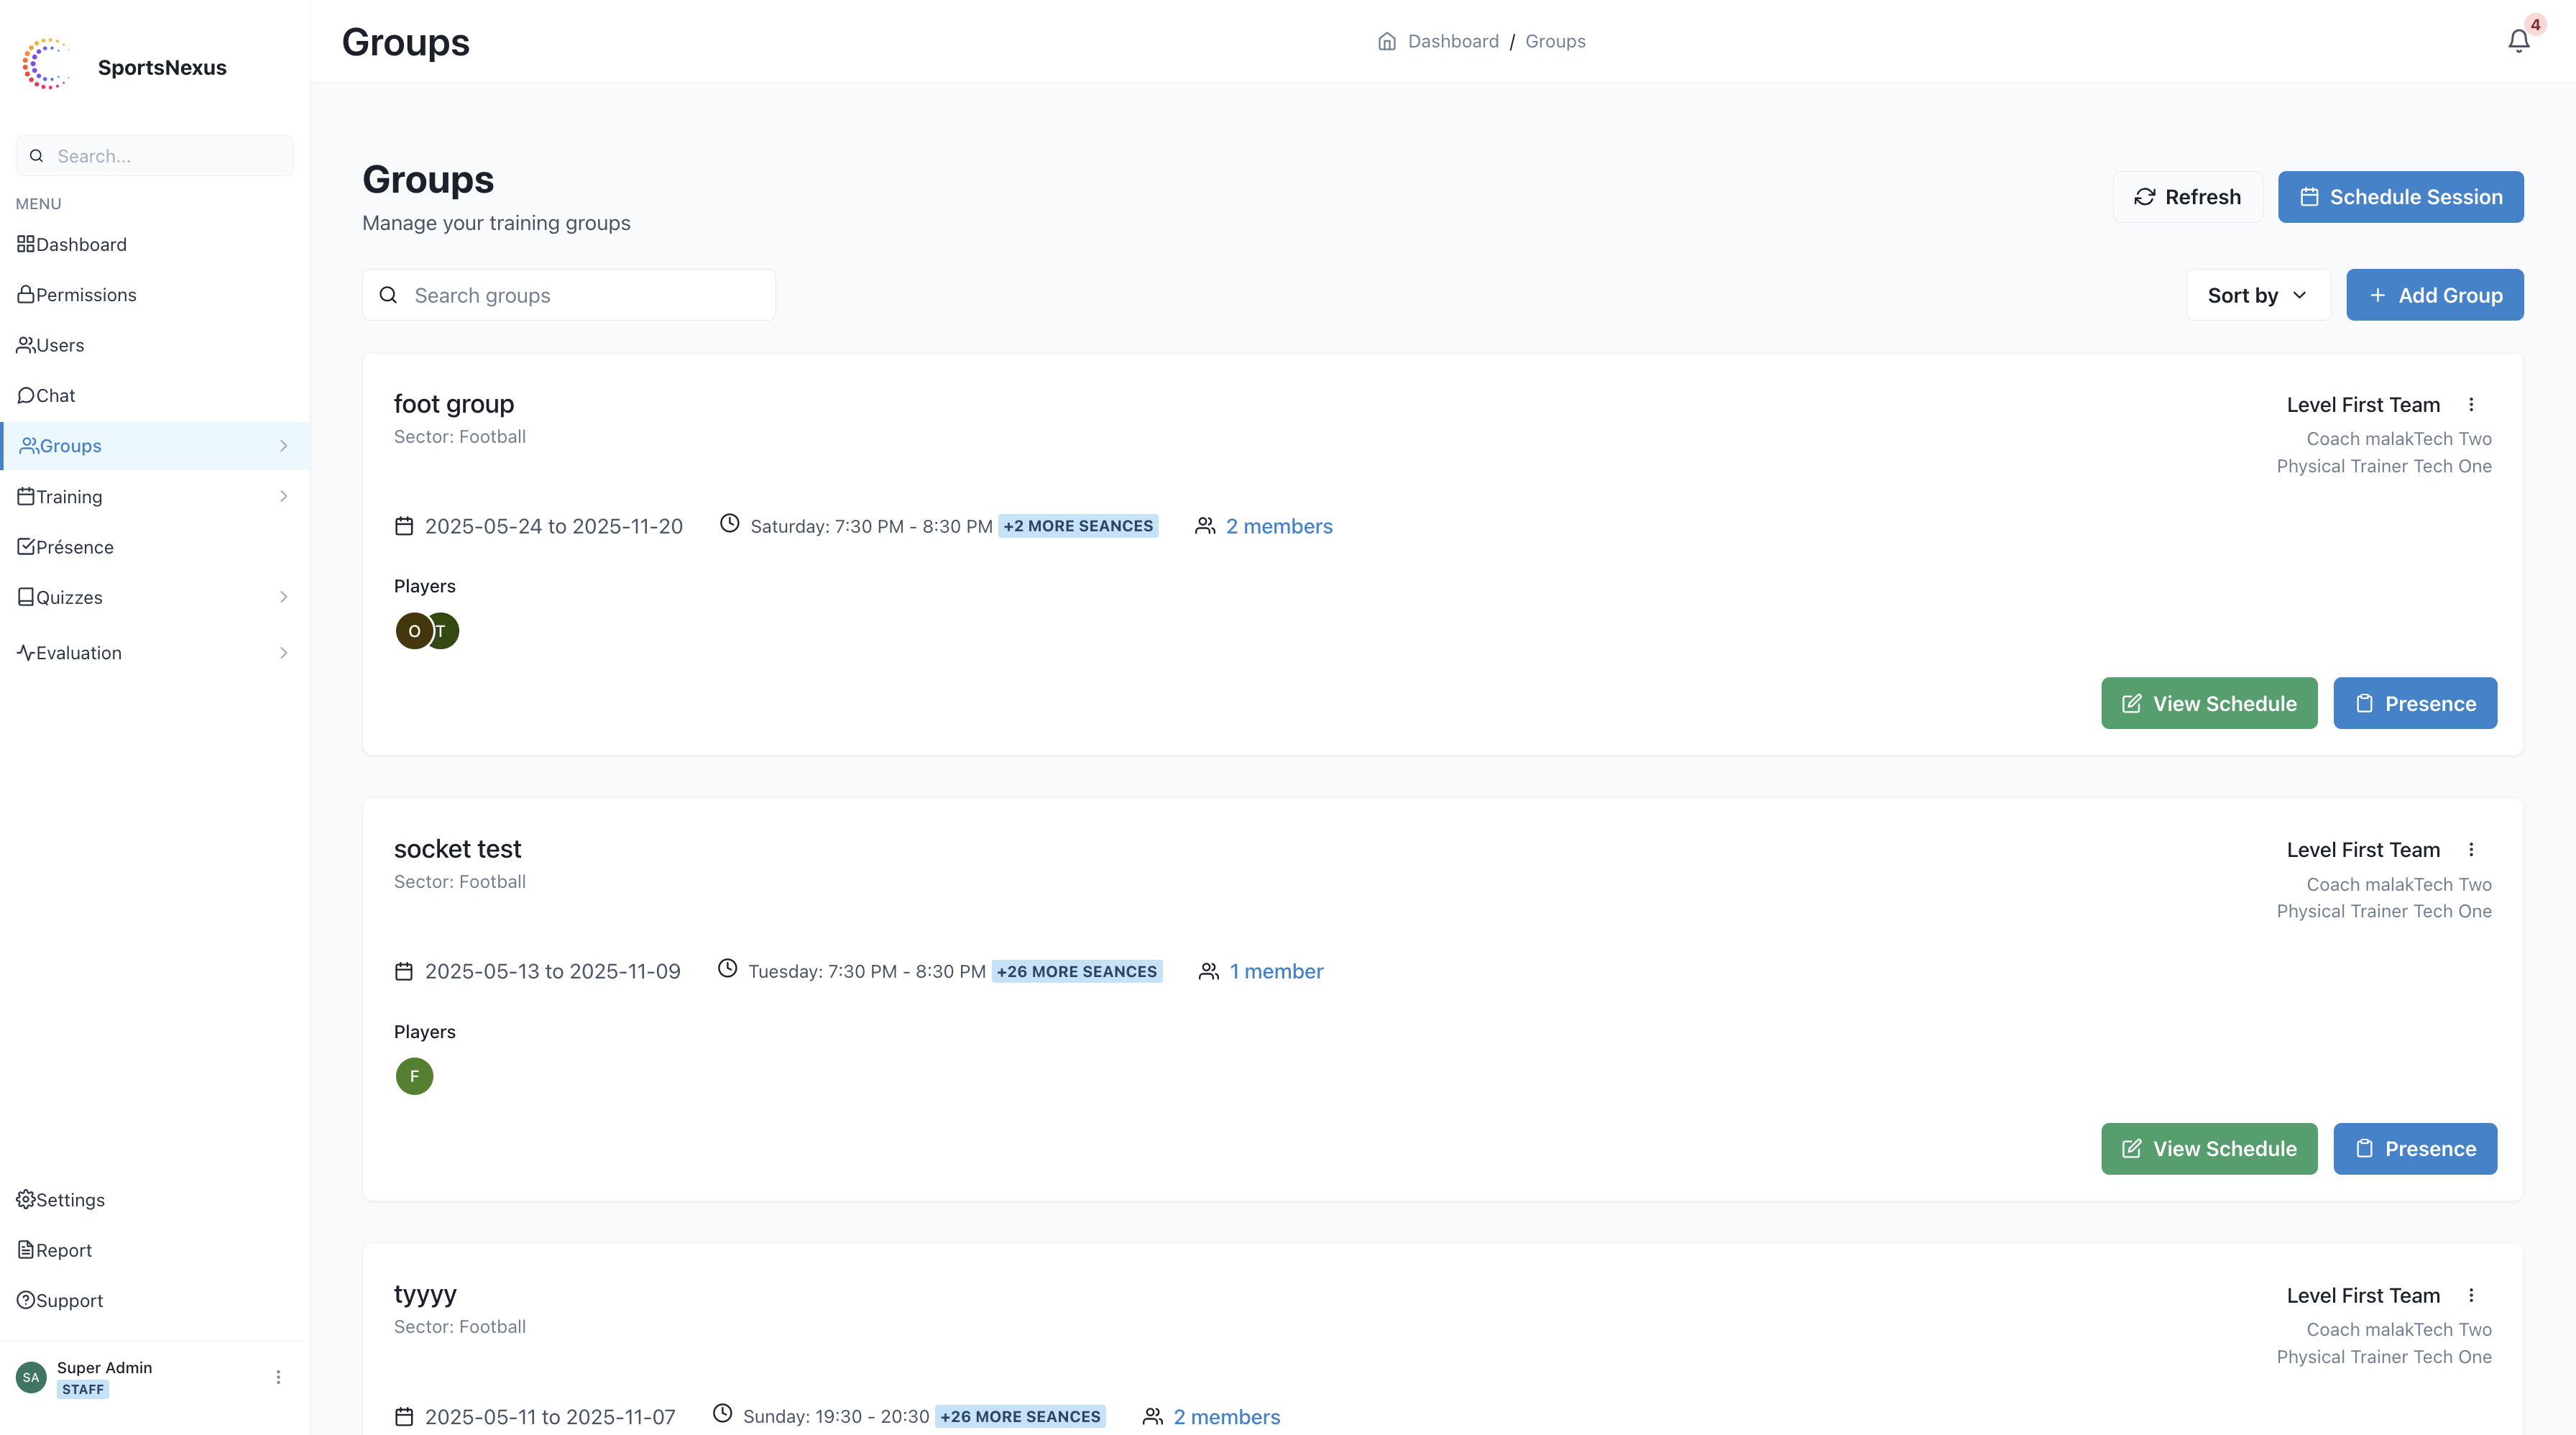 SportsNexus
Search...
MENU
Dashboard
Permissions
Users
Chat
Groups
Training
Présence
Quizzes
Evaluation
Settings
Report
Support
SA
Super Admin
STAFF
Groups
Dashboard / Groups
4
Groups
Manage your training groups
Refresh
Schedule Session
Search groups
Sort by
Add Group
foot group
Sector: Football
Level First Team
Coach malakTech Two
Physical Trainer Tech One
2025-05-24 to 2025-11-20
Saturday: 7:30 PM - 8:30 PM +2 MORE SEANCES
2 members
Players
O T
View Schedule
Presence
socket test
Sector: Football
Level First Team
Coach malakTech Two
Physical Trainer Tech One
2025-05-13 to 2025-11-09
Tuesday: 7:30 PM - 8:30 PM +26 MORE SEANCES
1 member
Players
F
View Schedule
Presence
tyyyy
Sector: Football
Level First Team
Coach malakTech Two
Physical Trainer Tech One
2025-05-11 to 2025-11-07
Sunday: 19:30 - 20:30 +26 MORE SEANCES
2 members